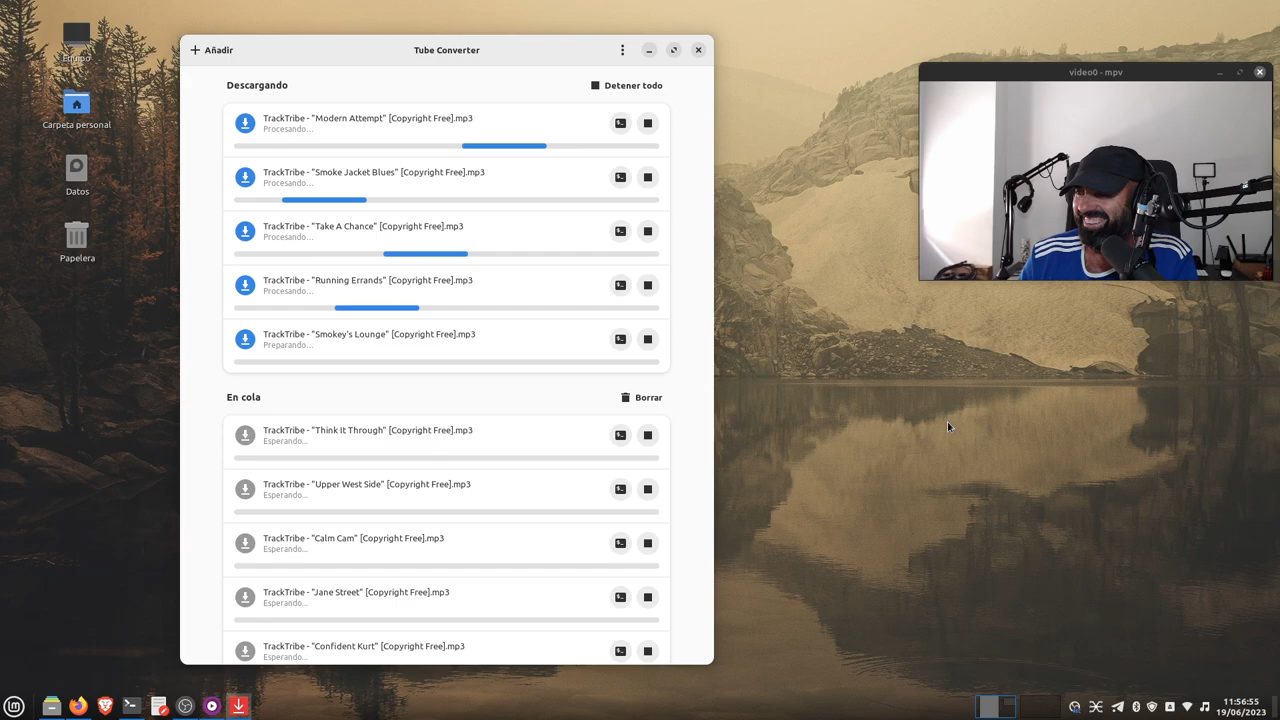 Equipo
Carpeta personal
Datos
Papelera
Añadir
Tube Converter
Descargando
Detener todo
TrackTribe - "Modern Attempt" [Copyright Free].mp3
Procesando…
TrackTribe - "Smoke Jacket Blues" [Copyright Free].mp3
Procesando…
TrackTribe - "Take A Chance" [Copyright Free].mp3
Procesando…
TrackTribe - "Running Errands" [Copyright Free].mp3
Procesando…
TrackTribe - "Smokey's Lounge" [Copyright Free].mp3
Preparando…
En cola
Borrar
TrackTribe - "Think It Through" [Copyright Free].mp3
Esperando...
TrackTribe - "Upper West Side" [Copyright Free].mp3
Esperando...
TrackTribe - "Calm Cam" [Copyright Free].mp3
Esperando...
TrackTribe - "Jane Street" [Copyright Free].mp3
Esperando...
TrackTribe - "Confident Kurt" [Copyright Free].mp3
Esperando...
video0 - mpv
11:56:55
19/06/2023